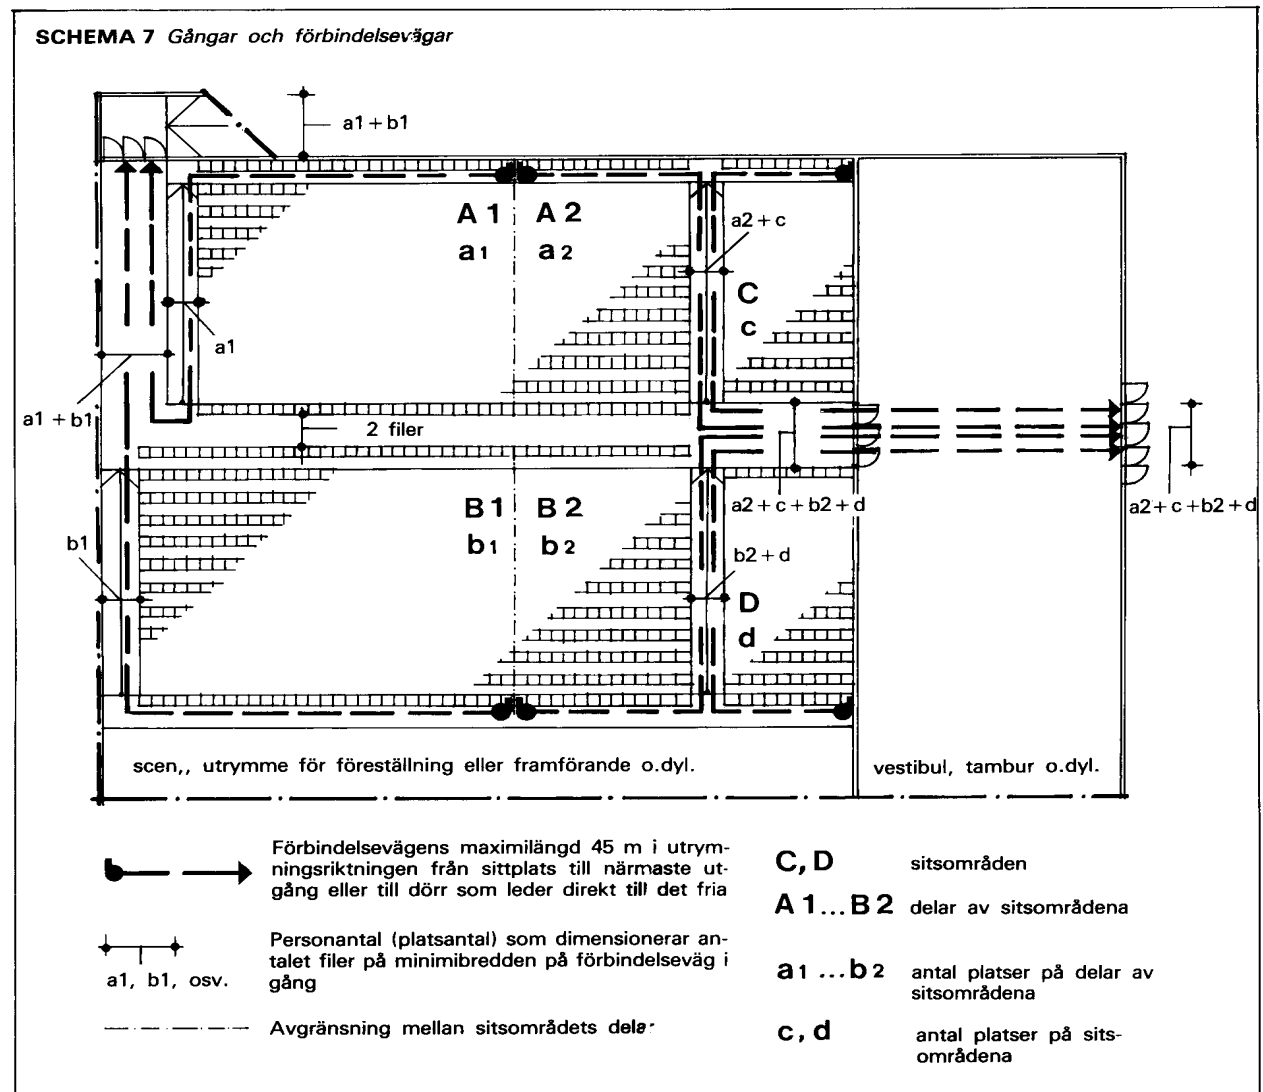 SCHEMA 7 Gångar och förbindelsevägar
a1+b1
A 1 A 2
a1 a2
a2+c
C
c
a1
a1 + b1
2 filer
a2+c+b2+d
a2+c+b2+d
B 1 B 2
b1 b2
b1
b2+d
D
d
scen,, utrymme för föreställning eller framförande o.dyl.
vestibul, tambur o.dyl.
Förbindelsevägens maximilängd 45 m i utrym-
ningsriktningen från sittplats till närmaste ut-
gång eller till dörr som leder direkt till det fria
Personantal (platsantal) som dimensionerar an-
talet filer på minimibredden på förbindelseväg i
gång
a1, b1, osv.
Avgränsning mellan sitsområdets delar
C, D sitsområden
A 1...B 2 delar av sitsområdena
a1 ...b2 antal platser på delar av
sitsområdena
c, d antal platser på sits-
områdena